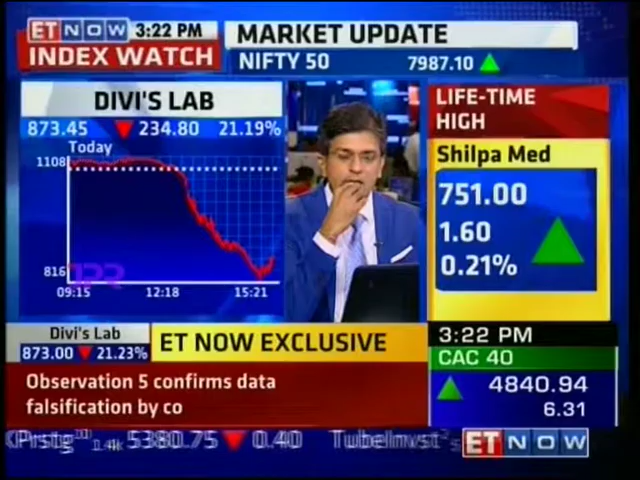 ET NOW 3:22 PM
INDEX WATCH
MARKET UPDATE
NIFTY 50 7987.10
DIVI'S LAB
873.45 234.80 21.19%
Today
1108
816
09:15 12:18 15:21
LIFE-TIME
HIGH
Shilpa Med
751.00
1.60
0.21%
Divi's Lab
873.00 21.23%
ET NOW EXCLUSIVE
Observation 5 confirms data
falsification by co
3:22 PM
CAC 40
4840.94
6.31
5380.75 0.40 TubeInvst
ET NOW